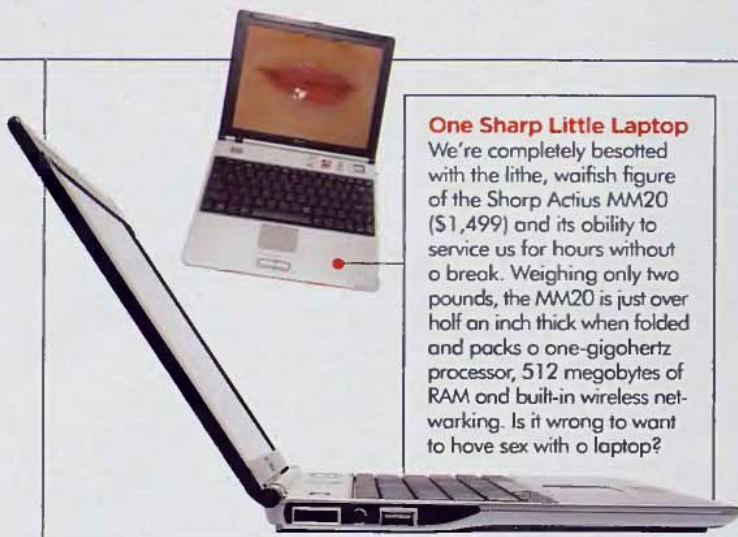 One Sharp Little Laptop
We're completely besotted
with the lithe, waifish figure
of the Sharp Actius MM20
($1,499) and its ability to
service us for hours without
a break. Weighing only two
pounds, the MM20 is just over
half an inch thick when folded
and packs a one-gigahertz
processor, 512 megabytes of
RAM and built-in wireless net-
working. Is it wrong to want
to have sex with a laptop?